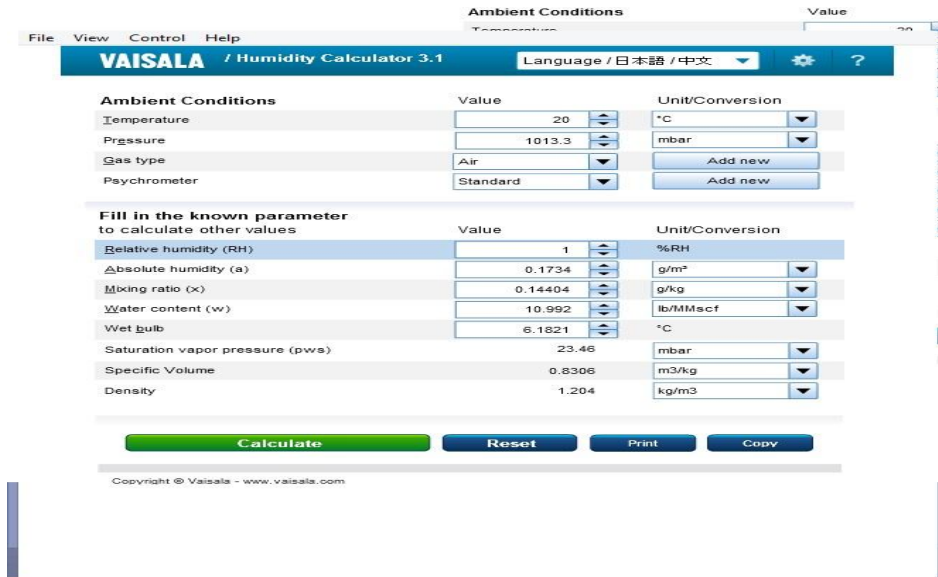 Ambient Conditions Value
Temperature 20
File View Control Help
VAISALA / Humidity Calculator 3.1 Language / 日本語 / 中文 ?
Ambient Conditions Value Unit/Conversion
Temperature 20 °C
Pressure 1013.3 mbar
Gas type Air Add new
Psychrometer Standard Add new
Fill in the known parameter
to calculate other values Value Unit/Conversion
Relative humidity (RH) 1 %RH
Absolute humidity (a) 0.1734 g/m³
Mixing ratio (x) 0.14404 g/kg
Water content (w) 10.992 lb/MMscf
Wet bulb 6.1821 °C
Saturation vapor pressure (pws) 23.46 mbar
Specific Volume 0.8306 m3/kg
Density 1.204 kg/m3
Calculate Reset Print Copy
Copyright ® Vaisala - www.vaisala.com